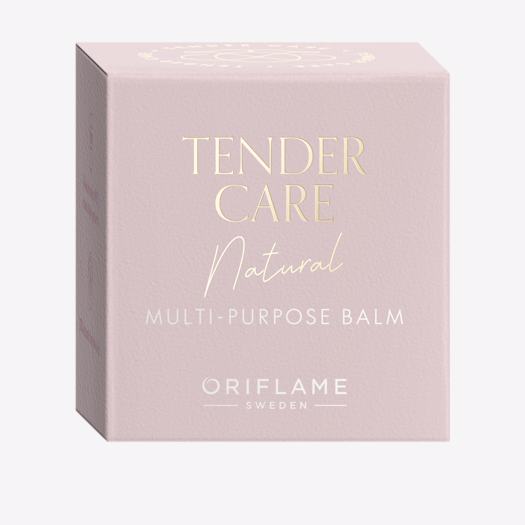 TENDER
CARE
Natural
MULTI-PURPOSE BALM
ORIFLAME
SWEDEN